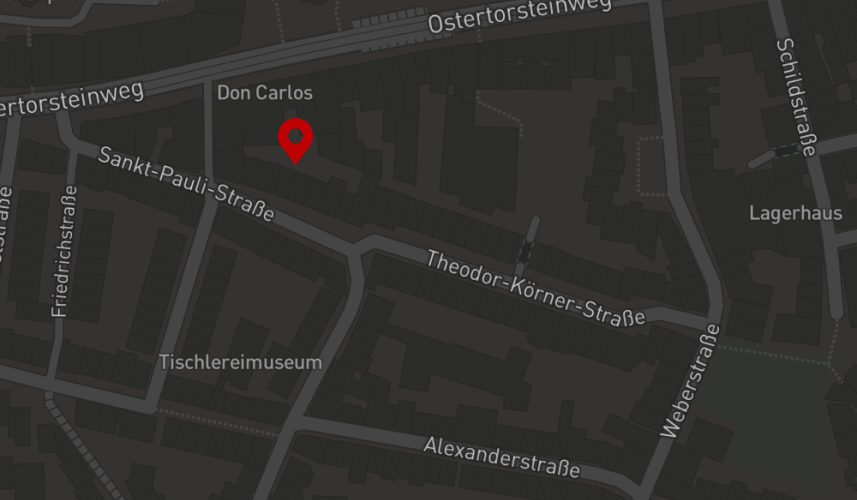 Ostertorsteinweg
ertorsteinweg
Don Carlos
Schildstraße
Sankt-Pauli-Straße
Friedrichstraße
Lagerhaus
Theodor-Körner-Straße
Tischlereimuseum
Weberstraße
Alexanderstraße